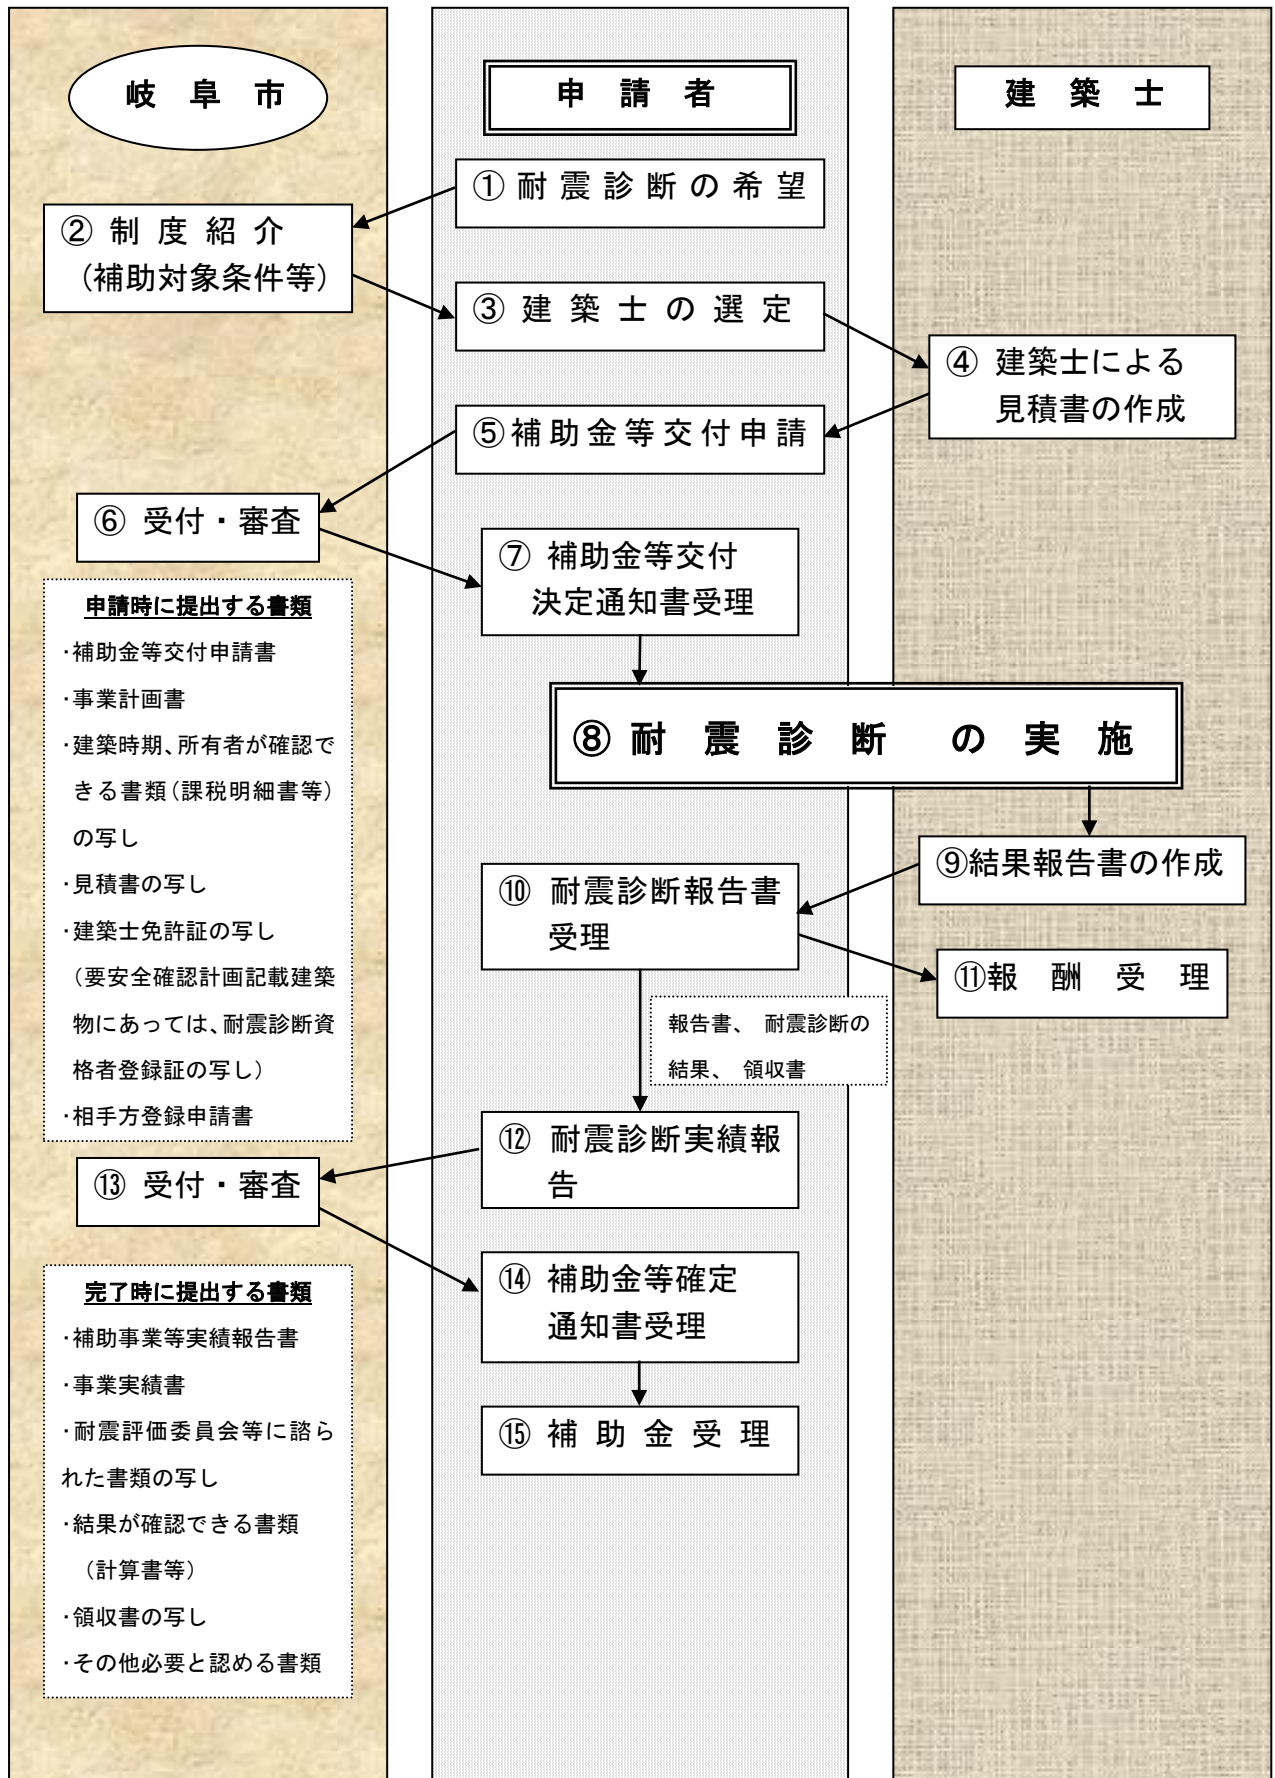 岐阜市
申請者
建築士
①耐震診断の希望
② 制度紹介
（補助対象条件等）
③ 建築士の選定
④ 建築士による
見積書の作成
⑤補助金等交付申請
⑥ 受付・審査
⑦ 補助金等交付
決定通知書受理
申請時に提出する書類
・補助金等交付申請書
・事業計画書
・建築時期、所有者が確認で
きる書類（課税明細書等）
の写し
・見積書の写し
・建築士免許証の写し
（要安全確認計画記載建築
物にあっては、耐震診断資
格者登録証の写し）
・相手方登録申請書
⑧耐震診断の実施
⑨結果報告書の作成
⑩ 耐震診断報告書
受理
⑪報酬受理
報告書、 耐震診断の
結果、 領収書
⑫ 耐震診断実績報
告
⑬ 受付・審査
⑭ 補助金等確定
通知書受理
⑮ 補助金受理
完了時に提出する書類
・補助事業等実績報告書
・事業実績書
・耐震評価委員会等に諮ら
れた書類の写し
・結果が確認できる書類
（計算書等）
・領収書の写し
・その他必要と認める書類